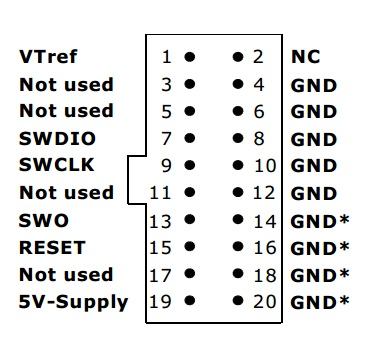 VTref 1 2 NC
Not used 3 4 GND
Not used 5 6 GND
SWDIO 7 8 GND
SWCLK 9 10 GND
Not used 11 12 GND
SWO 13 14 GND*
RESET 15 16 GND*
Not used 17 18 GND*
5V-Supply 19 20 GND*